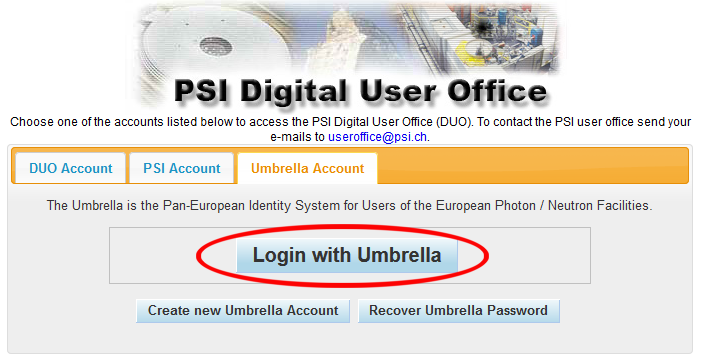 PSI Digital User Office
Choose one of the accounts listed below to access the PSI Digital User Office (DUO). To contact the PSI user office send your
e-mails to useroffice@psi.ch.
DUO Account PSI Account Umbrella Account
The Umbrella is the Pan-European Identity System for Users of the European Photon / Neutron Facilities.
Login with Umbrella
Create new Umbrella Account Recover Umbrella Password